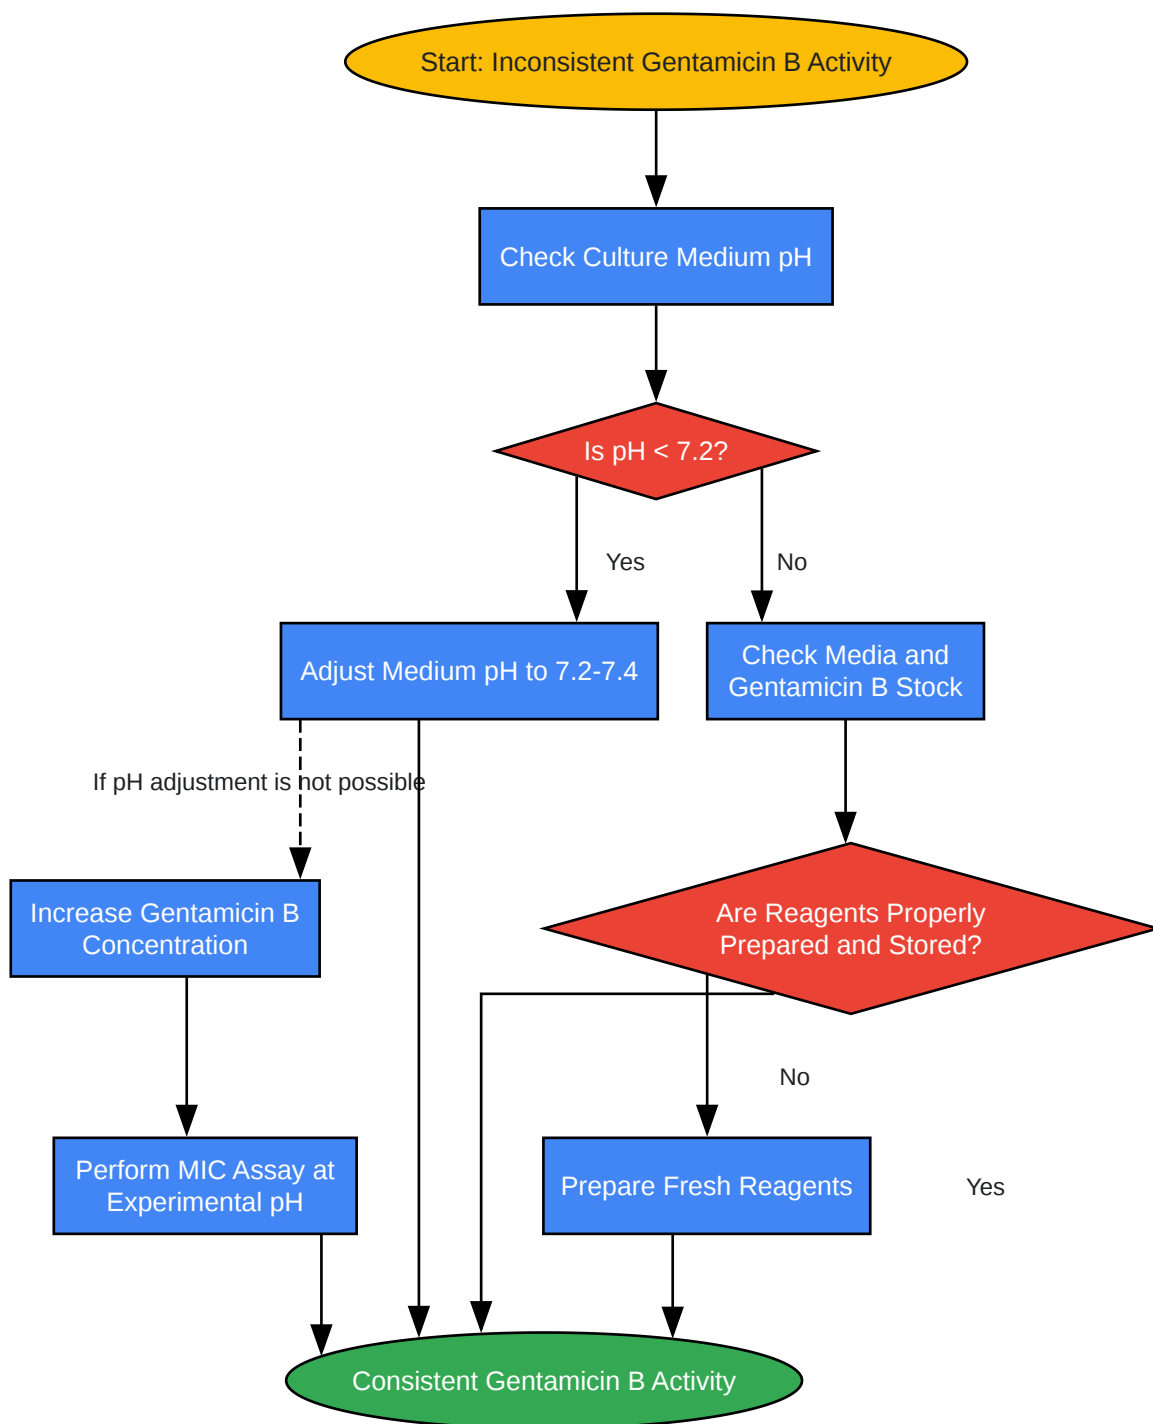 Start: Inconsistent Gentamicin B Activity
Check Culture Medium pH
Is pH < 7.2?
Yes
No
Adjust Medium pH to 7.2-7.4
Check Media and
Gentamicin B Stock
If pH adjustment is not possible
Increase Gentamicin B
Concentration
Are Reagents Properly
Prepared and Stored?
No
Perform MIC Assay at
Experimental pH
Prepare Fresh Reagents
Yes
Consistent Gentamicin B Activity